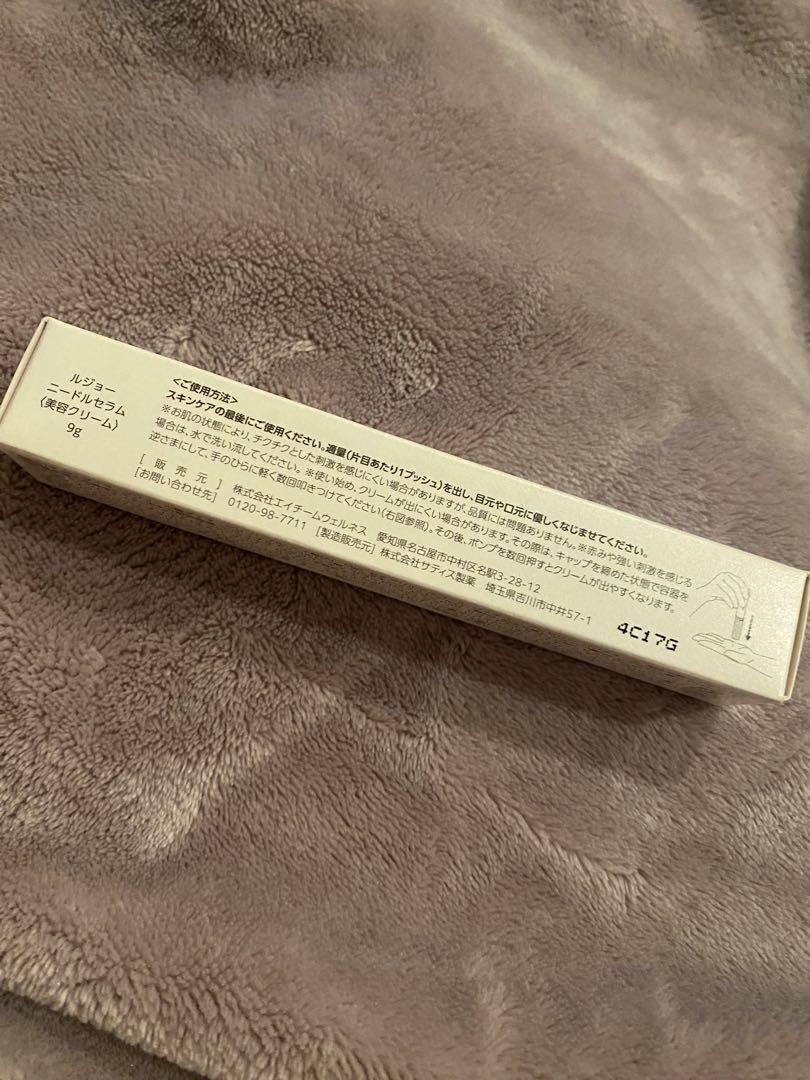 ルジョー
ニードルセラム
〈美容クリーム〉
9g
<ご使用方法>
スキンケアの最後にご使用ください。適量(片目あたり1プッシュ)を出し、目元や口元に優しくなじませてください。
※お肌の状態により、チクチクとした刺激を感じにくい場合がありますが、品質には問題ありません。※赤みや強い刺激を感じる
場合は、水で洗い流してください。※使い始め、クリームが出にくい場合があります。その際は、キャップを締めた状態で容器を
逆さまにして、手のひらに軽く数回叩きつけてください(右図参照)。その後、ポンプを数回押すとクリームが出やすくなります。
[販売元] 株式会社エイチームウェルネス 愛知県名古屋市中村区名駅3-28-12
[お問い合わせ先] 0120-98-7711 [製造販売元] 株式会社サティス製薬 埼玉県吉川市中井57-1
4C17G